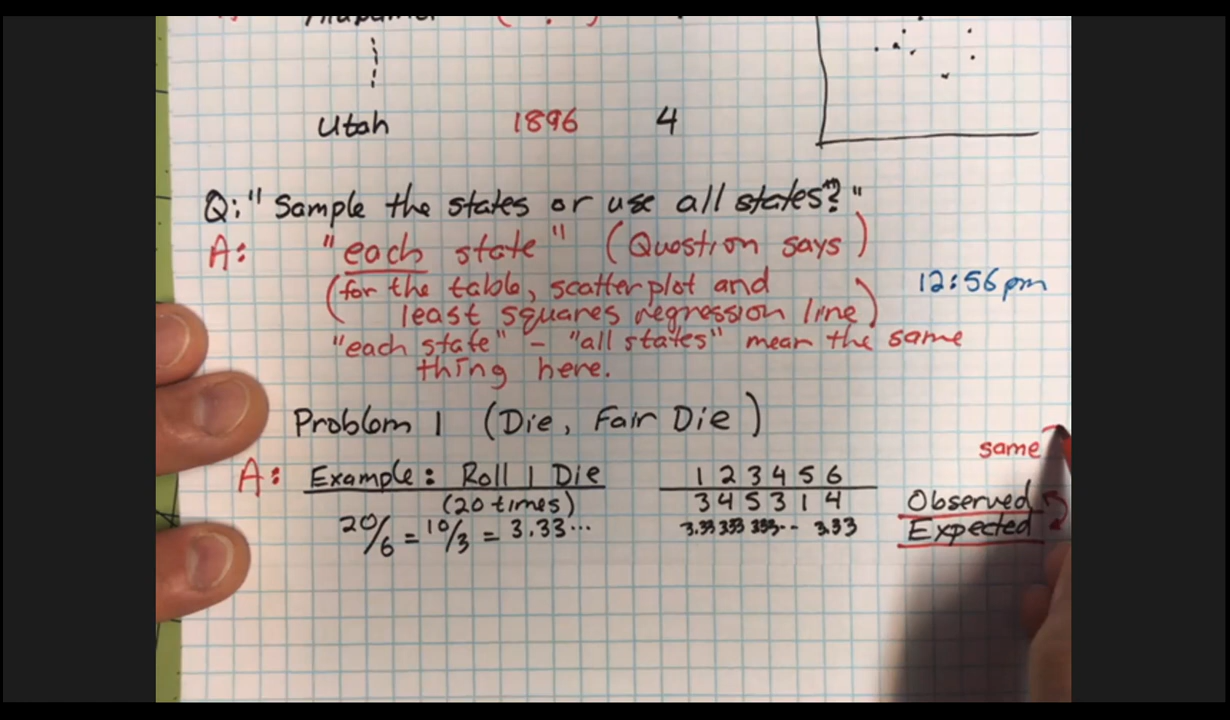 Utah 1896 4
Q: "Sample the states or use all states?"
A: "each state" (Question says)
(for the table, scatterplot and
least squares regression line)
12:56pm
"each state" - "all states" mean the same
thing here.
Problem 1 (Die, Fair Die)
same
A: Example: Roll 1 Die 1 2 3 4 5 6
(20 times) 3 4 5 3 1 4 Observed
20/6 = 10/3 = 3.33... 3.33 3.33 3.33-- 3.33 Expected